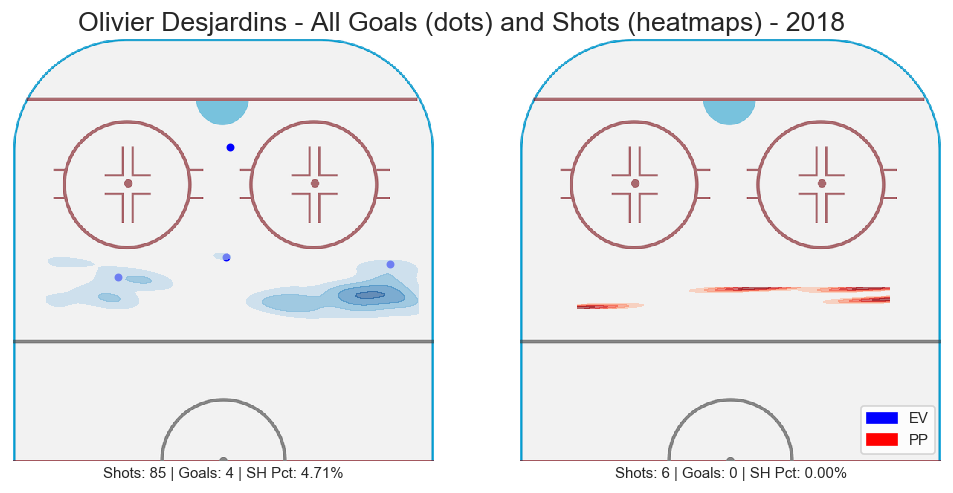 Olivier Desjardins - All Goals (dots) and Shots (heatmaps) - 2018
EV
PP
Shots: 85 | Goals: 4 | SH Pct: 4.71%
Shots: 6 | Goals: 0 | SH Pct: 0.00%